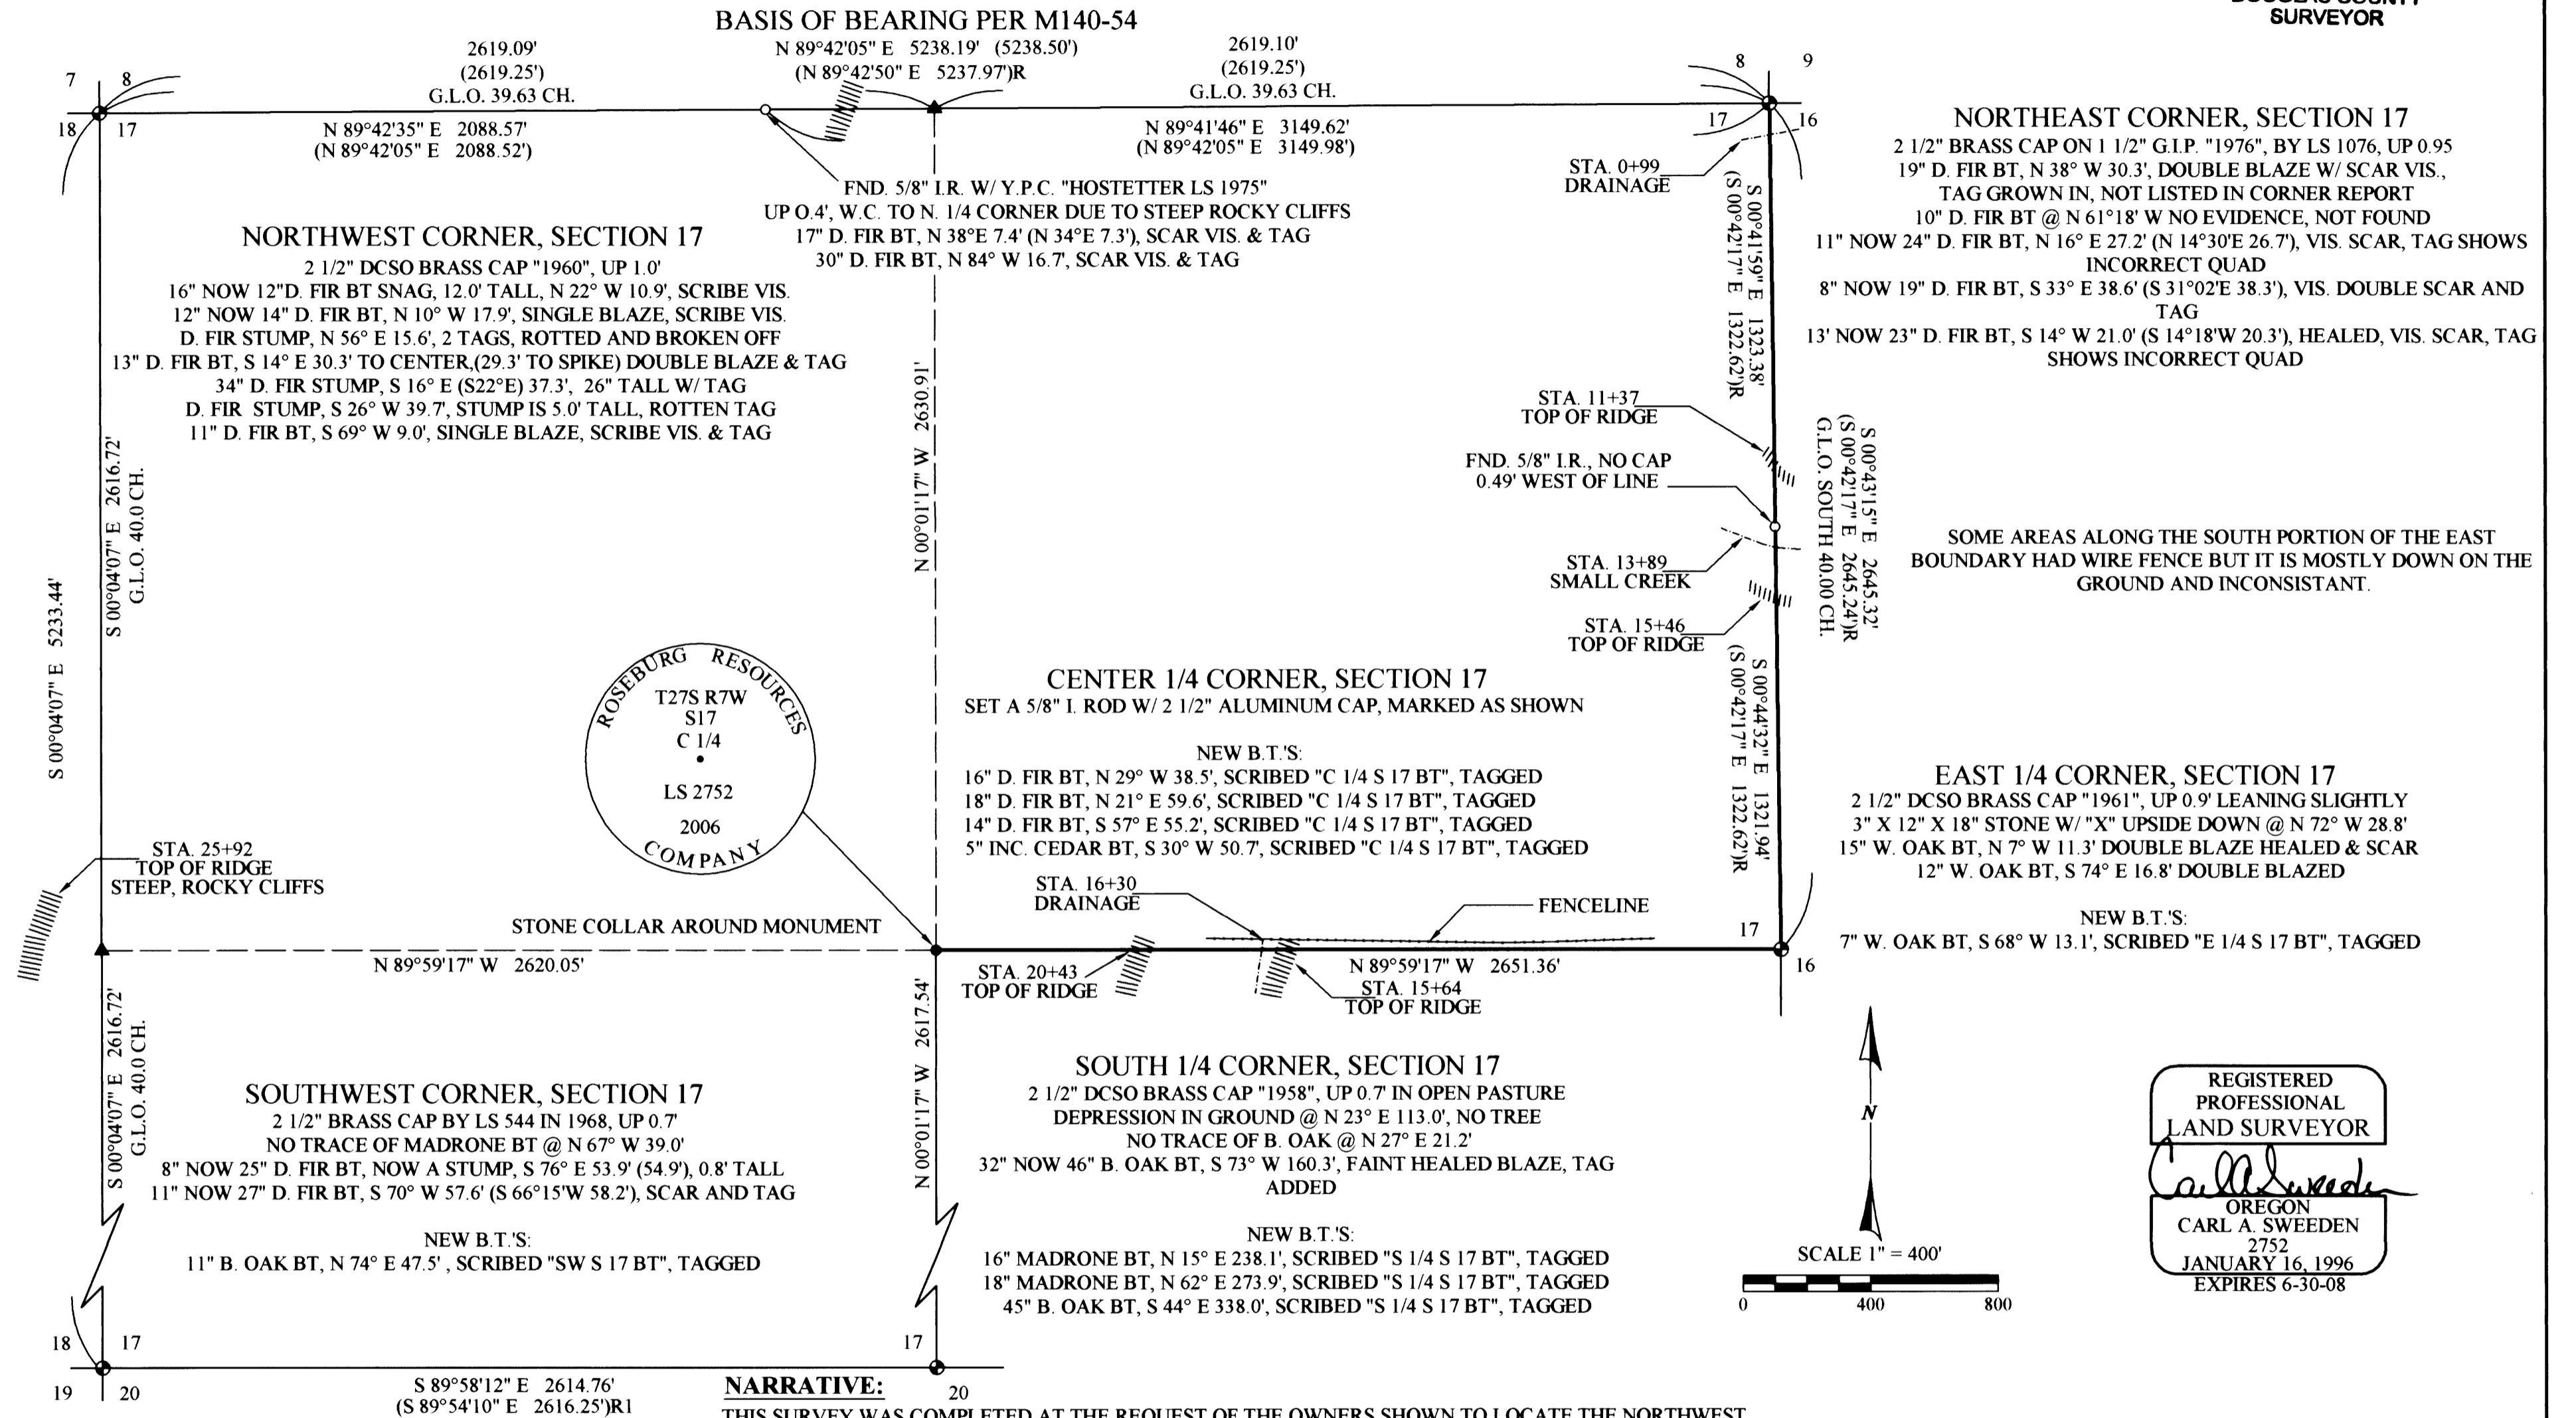 DOUGLAS COUNTY
SURVEYOR
BASIS OF BEARING PER M140-54
N 89°42'05" E 5238.19' (5238.50')
(N 89°42'50" E 5237.97')R
2619.09'
(2619.25')
G.L.O. 39.63 CH.
2619.10'
(2619.25')
G.L.O. 39.63 CH.
7 8
18 17
8 9
17 16
N 89°42'35" E 2088.57'
(N 89°42'05" E 2088.52')
N 89°41'46" E 3149.62'
(N 89°42'05" E 3149.98')
FND. 5/8" I.R. W/ Y.P.C. "HOSTETTER LS 1975"
UP O.4', W.C. TO N. 1/4 CORNER DUE TO STEEP ROCKY CLIFFS
17" D. FIR BT, N 38°E 7.4' (N 34°E 7.3'), SCAR VIS. & TAG
30" D. FIR BT, N 84° W 16.7', SCAR VIS. & TAG
STA. 0+99
DRAINAGE
NORTHEAST CORNER, SECTION 17
2 1/2" BRASS CAP ON 1 1/2" G.I.P. "1976", BY LS 1076, UP 0.95
19" D. FIR BT, N 38° W 30.3', DOUBLE BLAZE W/ SCAR VIS.,
TAG GROWN IN, NOT LISTED IN CORNER REPORT
10" D. FIR BT @ N 61°18' W NO EVIDENCE, NOT FOUND
11" NOW 24" D. FIR BT, N 16° E 27.2' (N 14°30'E 26.7'), VIS. SCAR, TAG SHOWS
INCORRECT QUAD
8" NOW 19" D. FIR BT, S 33° E 38.6' (S 31°02'E 38.3'), VIS. DOUBLE SCAR AND
TAG
13' NOW 23" D. FIR BT, S 14° W 21.0' (S 14°18'W 20.3'), HEALED, VIS. SCAR, TAG
SHOWS INCORRECT QUAD
NORTHWEST CORNER, SECTION 17
2 1/2" DCSO BRASS CAP "1960", UP 1.0'
16" NOW 12"D. FIR BT SNAG, 12.0' TALL, N 22° W 10.9', SCRIBE VIS.
12" NOW 14" D. FIR BT, N 10° W 17.9', SINGLE BLAZE, SCRIBE VIS.
D. FIR STUMP, N 56° E 15.6', 2 TAGS, ROTTED AND BROKEN OFF
13" D. FIR BT, S 14° E 30.3' TO CENTER,(29.3' TO SPIKE) DOUBLE BLAZE & TAG
34" D. FIR STUMP, S 16° E (S22°E) 37.3', 26" TALL W/ TAG
D. FIR STUMP, S 26° W 39.7', STUMP IS 5.0' TALL, ROTTEN TAG
11" D. FIR BT, S 69° W 9.0', SINGLE BLAZE, SCRIBE VIS. & TAG
S 00°41'59" E 1323.38'
(S 00°42'17" E 1322.62')R
STA. 11+37
TOP OF RIDGE
FND. 5/8" I.R., NO CAP
0.49' WEST OF LINE
STA. 13+89
SMALL CREEK
STA. 15+46
TOP OF RIDGE
S 00°43'15" E 2645.32'
(S 00°42'17" E 2645.24')R
G.L.O. SOUTH 40.00 CH.
SOME AREAS ALONG THE SOUTH PORTION OF THE EAST
BOUNDARY HAD WIRE FENCE BUT IT IS MOSTLY DOWN ON THE
GROUND AND INCONSISTANT.
S 00°04'07" E 2616.72'
G.L.O. 40.0 CH.
S 00°04'07" E 5233.44'
N 00°01'17" W 2630.91'
ROSEBURG RESOURCES
T27S R7W
S17
C 1/4
LS 2752
2006
COMPANY
CENTER 1/4 CORNER, SECTION 17
SET A 5/8" I. ROD W/ 2 1/2" ALUMINUM CAP, MARKED AS SHOWN
NEW B.T.'S:
16" D. FIR BT, N 29° W 38.5', SCRIBED "C 1/4 S 17 BT", TAGGED
18" D. FIR BT, N 21° E 59.6', SCRIBED "C 1/4 S 17 BT", TAGGED
14" D. FIR BT, S 57° E 55.2', SCRIBED "C 1/4 S 17 BT", TAGGED
5" INC. CEDAR BT, S 30° W 50.7', SCRIBED "C 1/4 S 17 BT", TAGGED
S 00°44'32" E 1321.94'
(S 00°42'17" E 1322.62')R
EAST 1/4 CORNER, SECTION 17
2 1/2" DCSO BRASS CAP "1961", UP 0.9' LEANING SLIGHTLY
3" X 12" X 18" STONE W/ "X" UPSIDE DOWN @ N 72° W 28.8'
15" W. OAK BT, N 7° W 11.3' DOUBLE BLAZE HEALED & SCAR
12" W. OAK BT, S 74° E 16.8' DOUBLE BLAZED
NEW B.T.'S:
7" W. OAK BT, S 68° W 13.1', SCRIBED "E 1/4 S 17 BT", TAGGED
STA. 25+92
TOP OF RIDGE
STEEP, ROCKY CLIFFS
STONE COLLAR AROUND MONUMENT
STA. 16+30
DRAINAGE
FENCELINE
17
16
N 89°59'17" W 2620.05'
STA. 20+43
TOP OF RIDGE
N 89°59'17" W 2651.36'
STA. 15+64
TOP OF RIDGE
S 00°04'07" E 2616.72'
G.L.O. 40.0 CH.
N 00°01'17" W 2617.54'
SOUTHWEST CORNER, SECTION 17
2 1/2" BRASS CAP BY LS 544 IN 1968, UP 0.7'
NO TRACE OF MADRONE BT @ N 67° W 39.0'
8" NOW 25" D. FIR BT, NOW A STUMP, S 76° E 53.9' (54.9'), 0.8' TALL
11" NOW 27" D. FIR BT, S 70° W 57.6' (S 66°15'W 58.2'), SCAR AND TAG
NEW B.T.'S:
11" B. OAK BT, N 74° E 47.5' , SCRIBED "SW S 17 BT", TAGGED
SOUTH 1/4 CORNER, SECTION 17
2 1/2" DCSO BRASS CAP "1958", UP 0.7' IN OPEN PASTURE
DEPRESSION IN GROUND @ N 23° E 113.0', NO TREE
NO TRACE OF B. OAK @ N 27° E 21.2'
32" NOW 46" B. OAK BT, S 73° W 160.3', FAINT HEALED BLAZE, TAG
ADDED
NEW B.T.'S:
16" MADRONE BT, N 15° E 238.1', SCRIBED "S 1/4 S 17 BT", TAGGED
18" MADRONE BT, N 62° E 273.9', SCRIBED "S 1/4 S 17 BT", TAGGED
45" B. OAK BT, S 44° E 338.0', SCRIBED "S 1/4 S 17 BT", TAGGED
N
SCALE 1" = 400'
0 400 800
REGISTERED
PROFESSIONAL
LAND SURVEYOR
Carl A Sweeden
OREGON
CARL A. SWEEDEN
2752
JANUARY 16, 1996
EXPIRES 6-30-08
18 17
19 20
17
20
S 89°58'12" E 2614.76'
(S 89°54'10" E 2616.25')R1
NARRATIVE:
THIS SURVEY WAS COMPLETED AT THE REQUEST OF THE OWNERS SHOWN TO LOCATE THE NORTHWEST